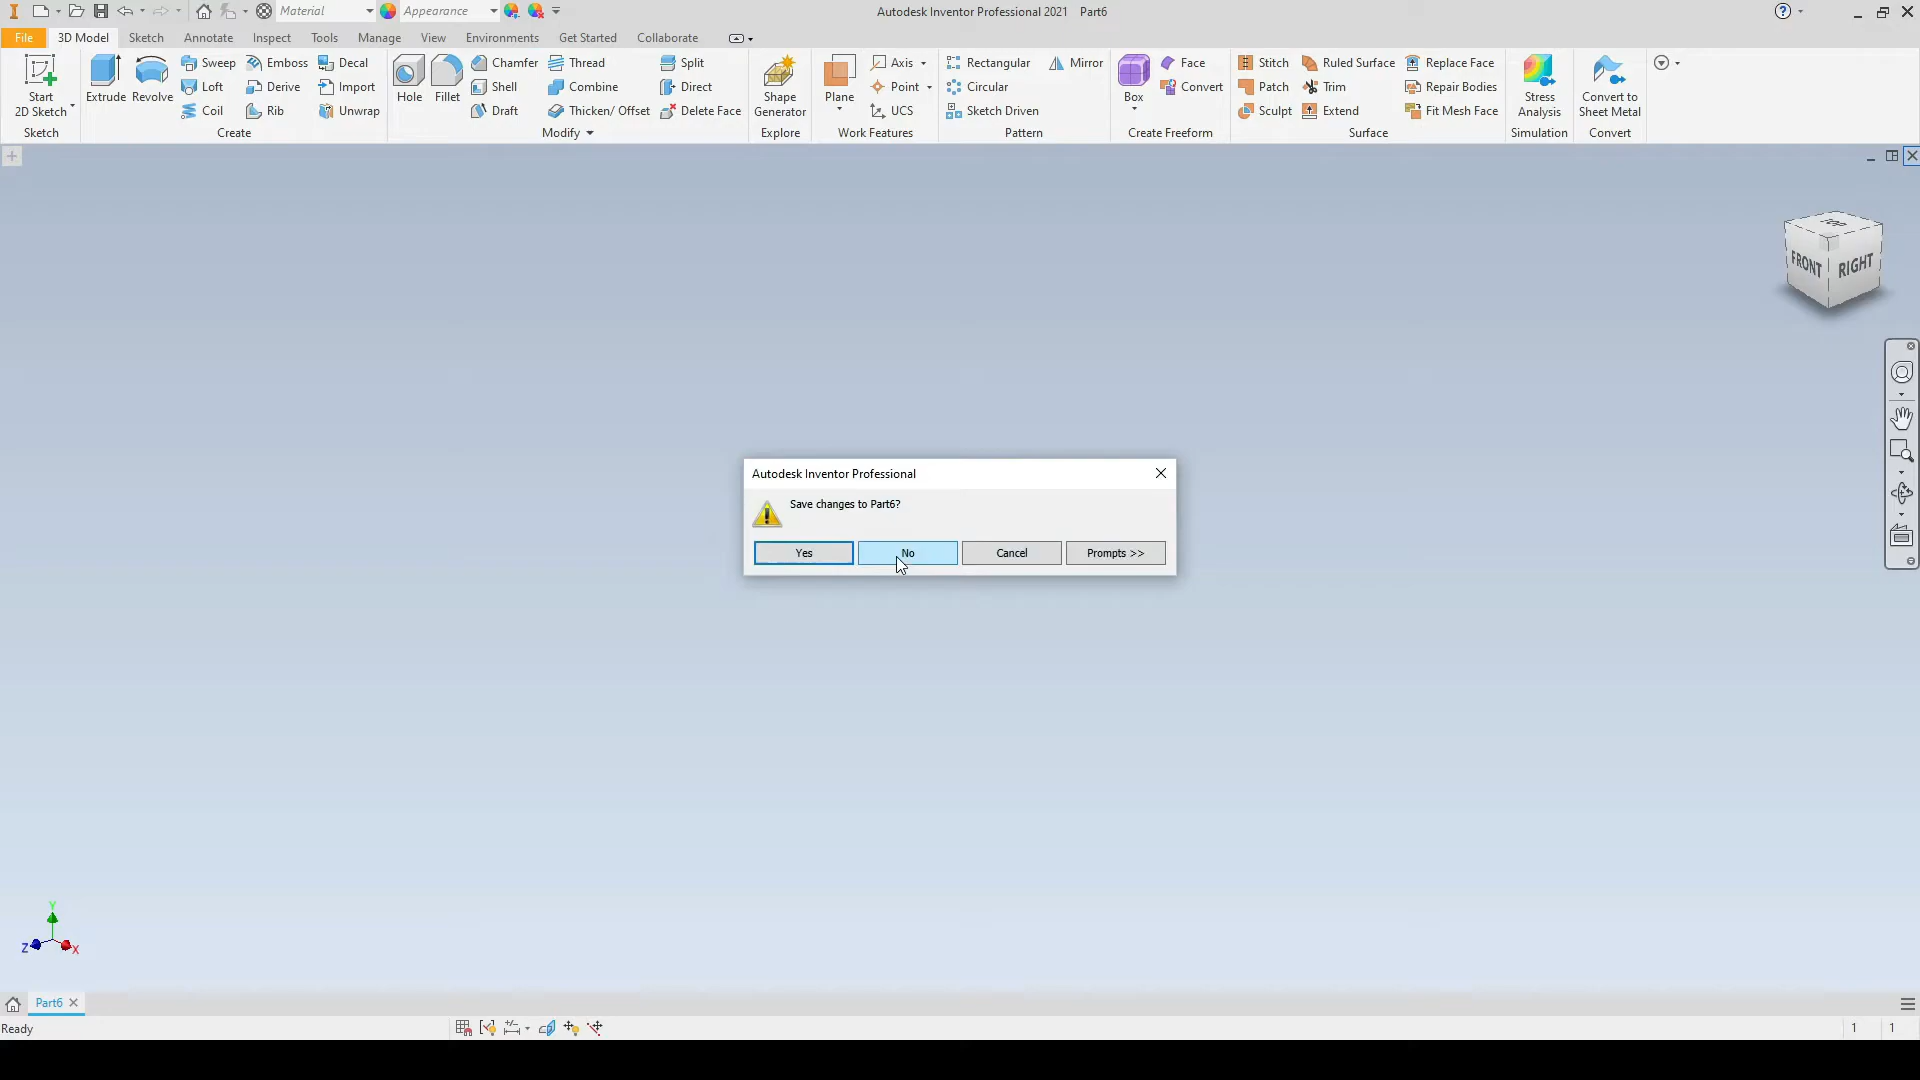 Material
Appearance
Autodesk Inventor Professional 2021 Part6
File 3D Model Sketch Annotate Inspect Tools Manage View Environments Get Started Collaborate
Start
2D Sketch
Extrude
Revolve
Sweep
Loft
Coil
Emboss
Derive
Rib
Decal
Import
Unwrap
Hole
Fillet
Chamfer
Shell
Draft
Thread
Combine
Thicken/ Offset
Split
Direct
Delete Face
Shape
Generator
Plane
Axis
Point
UCS
Rectangular
Circular
Sketch Driven
Mirror
Box
Face
Convert
Stitch
Patch
Sculpt
Ruled Surface
Trim
Extend
Replace Face
Repair Bodies
Fit Mesh Face
Stress
Analysis
Convert to
Sheet Metal
Sketch Create Modify Explore Work Features Pattern Create Freeform Surface Simulation Convert
TOP
FRONT
RIGHT
Autodesk Inventor Professional
Save changes to Part6?
Yes No Cancel Prompts >>
Y
Z
X
Part6
Ready
1 1